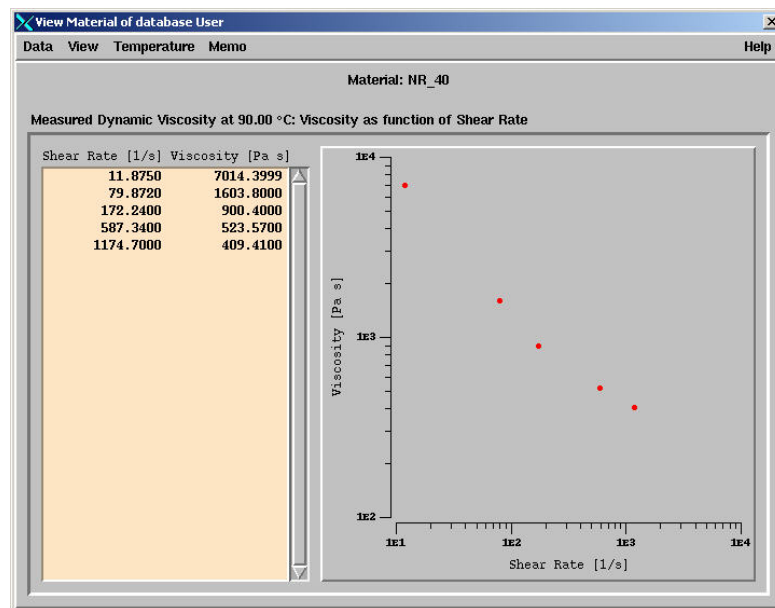 View Material of database User
Data View Temperature Memo Help
Material: NR_40
Measured Dynamic Viscosity at 90.00 °C: Viscosity as function of Shear Rate
Shear Rate [1/s] Viscosity [Pa s]
11.8750 7014.3999
79.8720 1603.8000
172.2400 900.4000
587.3400 523.5700
1174.7000 409.4100
1E4
1E3
1E2
Viscosity [Pa s]
1E1 1E2 1E3 1E4
Shear Rate [1/s]